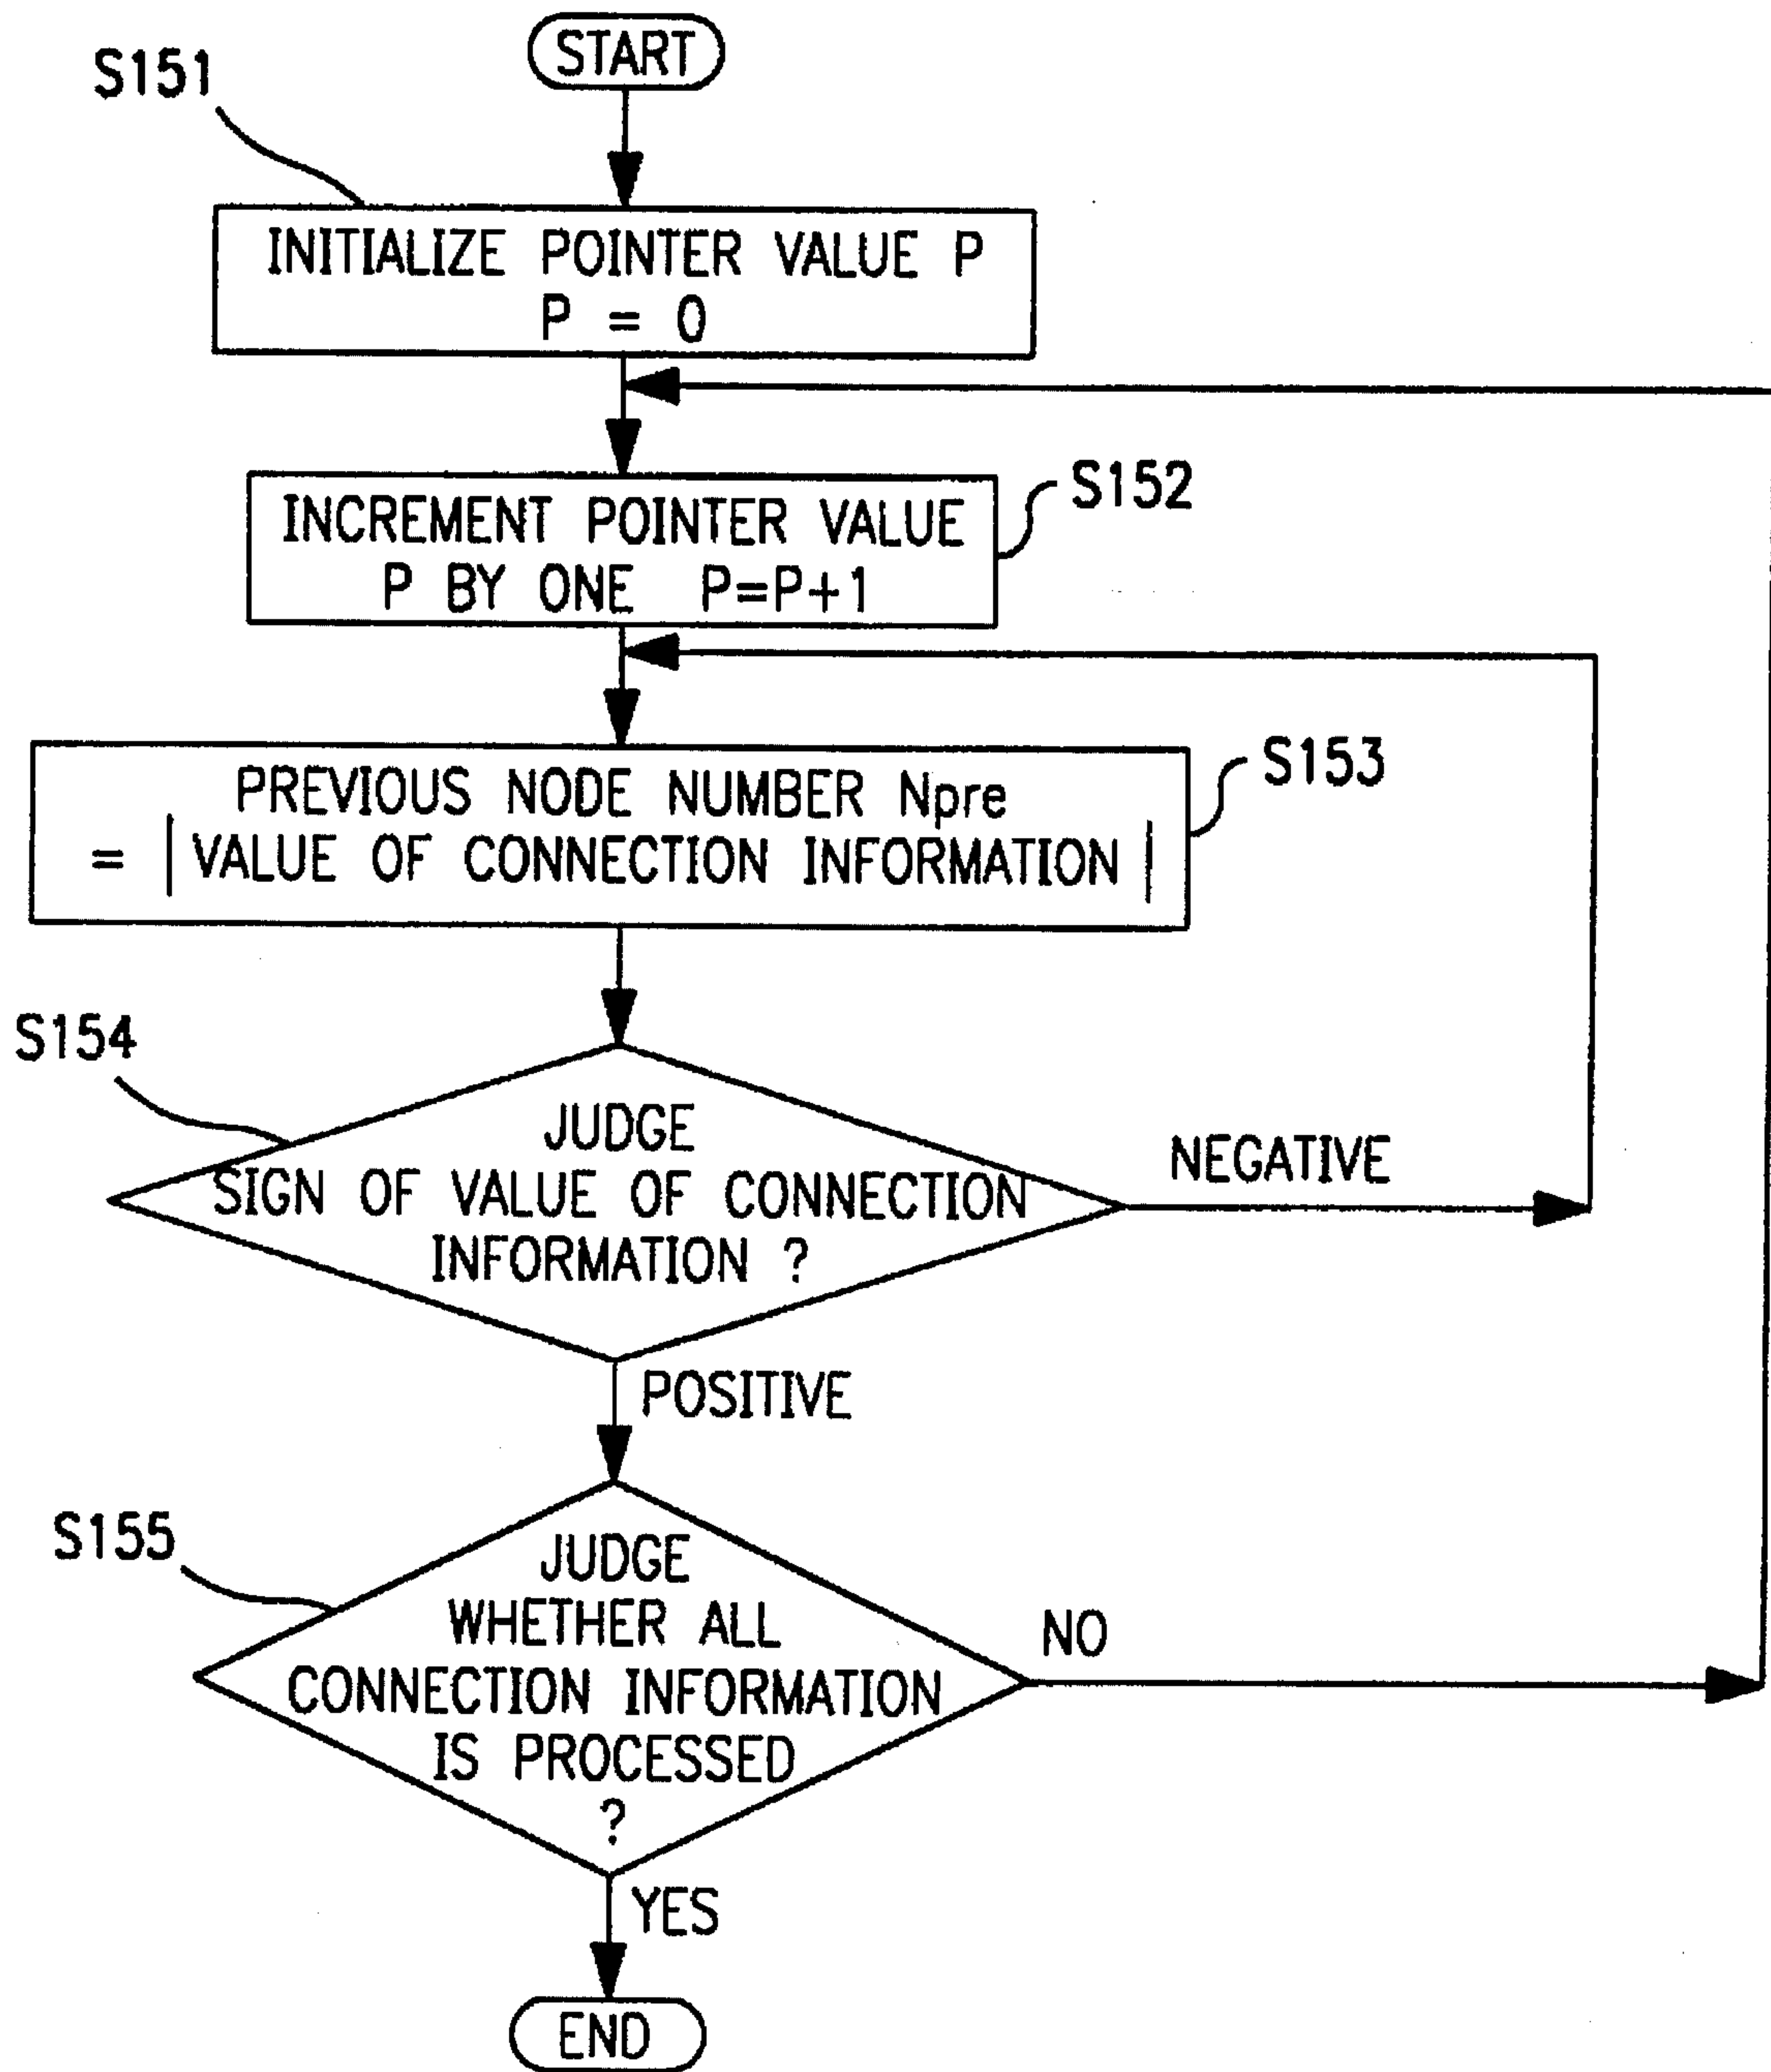 START
S151
INITIALIZE POINTER VALUE P
P = 0
S152
INCREMENT POINTER VALUE
P BY ONE P=P+1
S153
PREVIOUS NODE NUMBER Npre
= | VALUE OF CONNECTION INFORMATION |
S154
JUDGE
SIGN OF VALUE OF CONNECTION
INFORMATION ?
NEGATIVE
POSITIVE
S155
JUDGE
WHETHER ALL
CONNECTION INFORMATION
IS PROCESSED
?
NO
YES
END